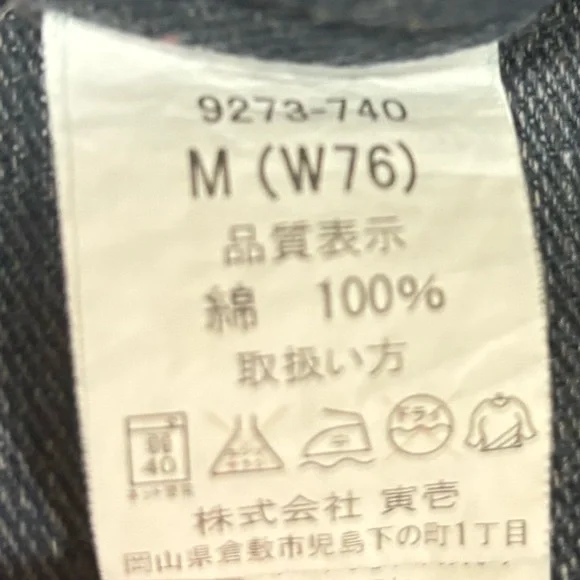 9273-740
M (W76)
品質表示
綿 100%
取扱い方
40 中 ドライ
株式会社 寅壱
岡山県倉敷市児島下の町1丁目